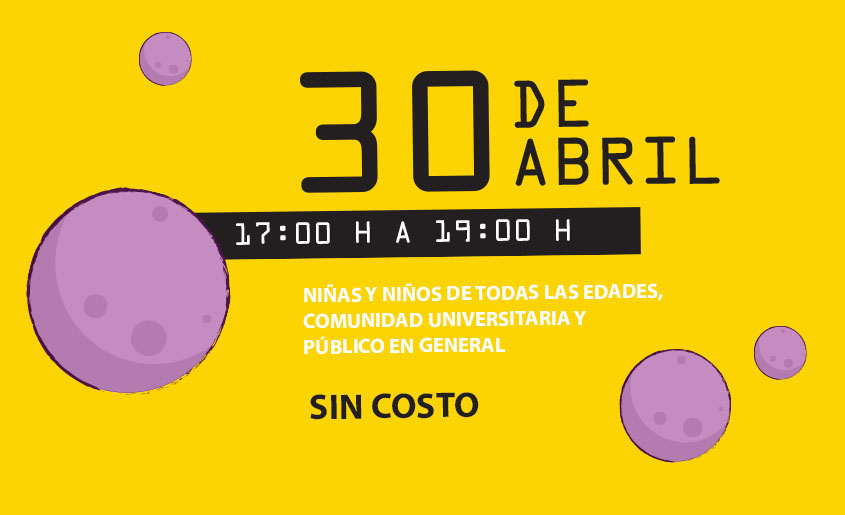 30 DE
ABRIL
17:00 H A 19:00 H
NIÑAS Y NIÑOS DE TODAS LAS EDADES,
COMUNIDAD UNIVERSITARIA Y
PÚBLICO EN GENERAL
SIN COSTO